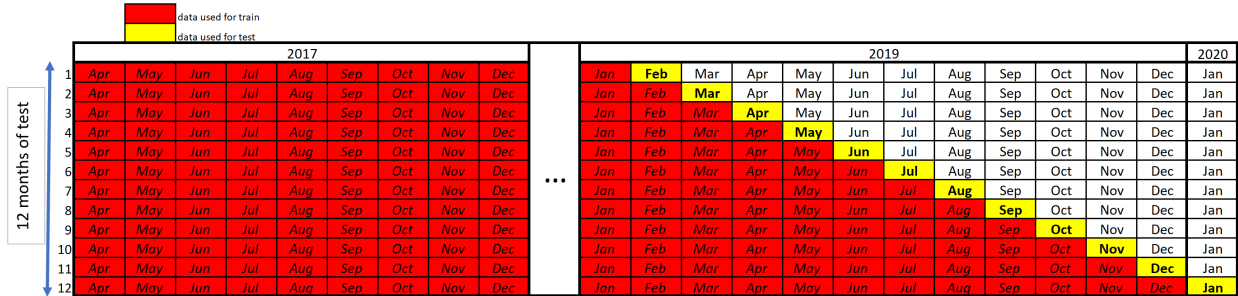 data used for train
data used for test
2017 2019 2020
12 months of test
1 Apr May Jun Jul Aug Sep Oct Nov Dec Jan Feb Mar Apr May Jun Jul Aug Sep Oct Nov Dec Jan
2 Apr May Jun Jul Aug Sep Oct Nov Dec Jan Feb Mar Apr May Jun Jul Aug Sep Oct Nov Dec Jan
3 Apr May Jun Jul Aug Sep Oct Nov Dec Jan Feb Mar Apr May Jun Jul Aug Sep Oct Nov Dec Jan
4 Apr May Jun Jul Aug Sep Oct Nov Dec Jan Feb Mar Apr May Jun Jul Aug Sep Oct Nov Dec Jan
5 Apr May Jun Jul Aug Sep Oct Nov Dec Jan Feb Mar Apr May Jun Jul Aug Sep Oct Nov Dec Jan
6 Apr May Jun Jul Aug Sep Oct Nov Dec ... Jan Feb Mar Apr May Jun Jul Aug Sep Oct Nov Dec Jan
7 Apr May Jun Jul Aug Sep Oct Nov Dec Jan Feb Mar Apr May Jun Jul Aug Sep Oct Nov Dec Jan
8 Apr May Jun Jul Aug Sep Oct Nov Dec Jan Feb Mar Apr May Jun Jul Aug Sep Oct Nov Dec Jan
9 Apr May Jun Jul Aug Sep Oct Nov Dec Jan Feb Mar Apr May Jun Jul Aug Sep Oct Nov Dec Jan
10 Apr May Jun Jul Aug Sep Oct Nov Dec Jan Feb Mar Apr May Jun Jul Aug Sep Oct Nov Dec Jan
11 Apr May Jun Jul Aug Sep Oct Nov Dec Jan Feb Mar Apr May Jun Jul Aug Sep Oct Nov Dec Jan
12 Apr May Jun Jul Aug Sep Oct Nov Dec Jan Feb Mar Apr May Jun Jul Aug Sep Oct Nov Dec Jan